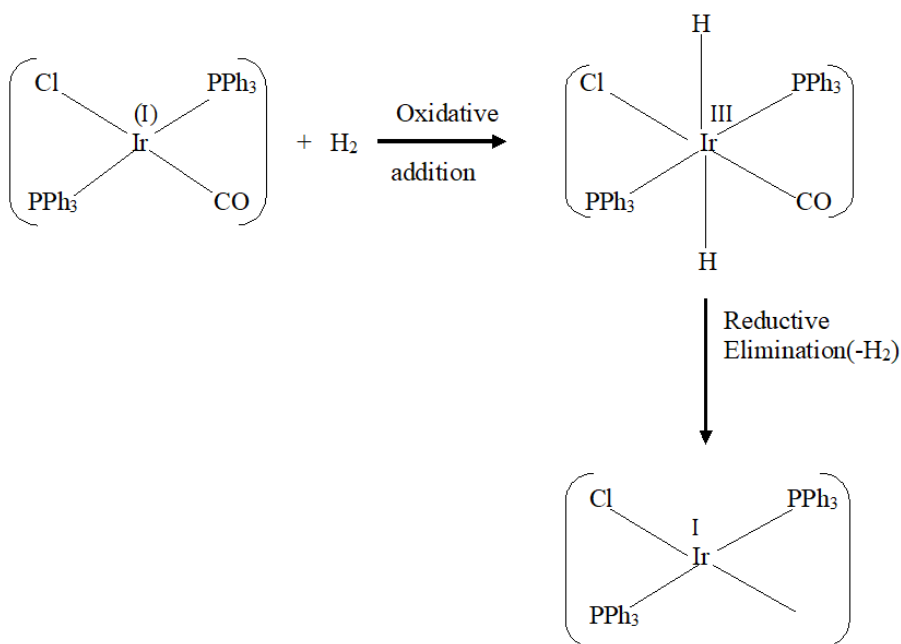 H
Cl PPh3 Cl PPh3
(I) Oxidative III
Ir + H2 Ir
addition
PPh3 CO PPh3 CO
H
Reductive
Elimination(-H2)
Cl PPh3
I
Ir
PPh3